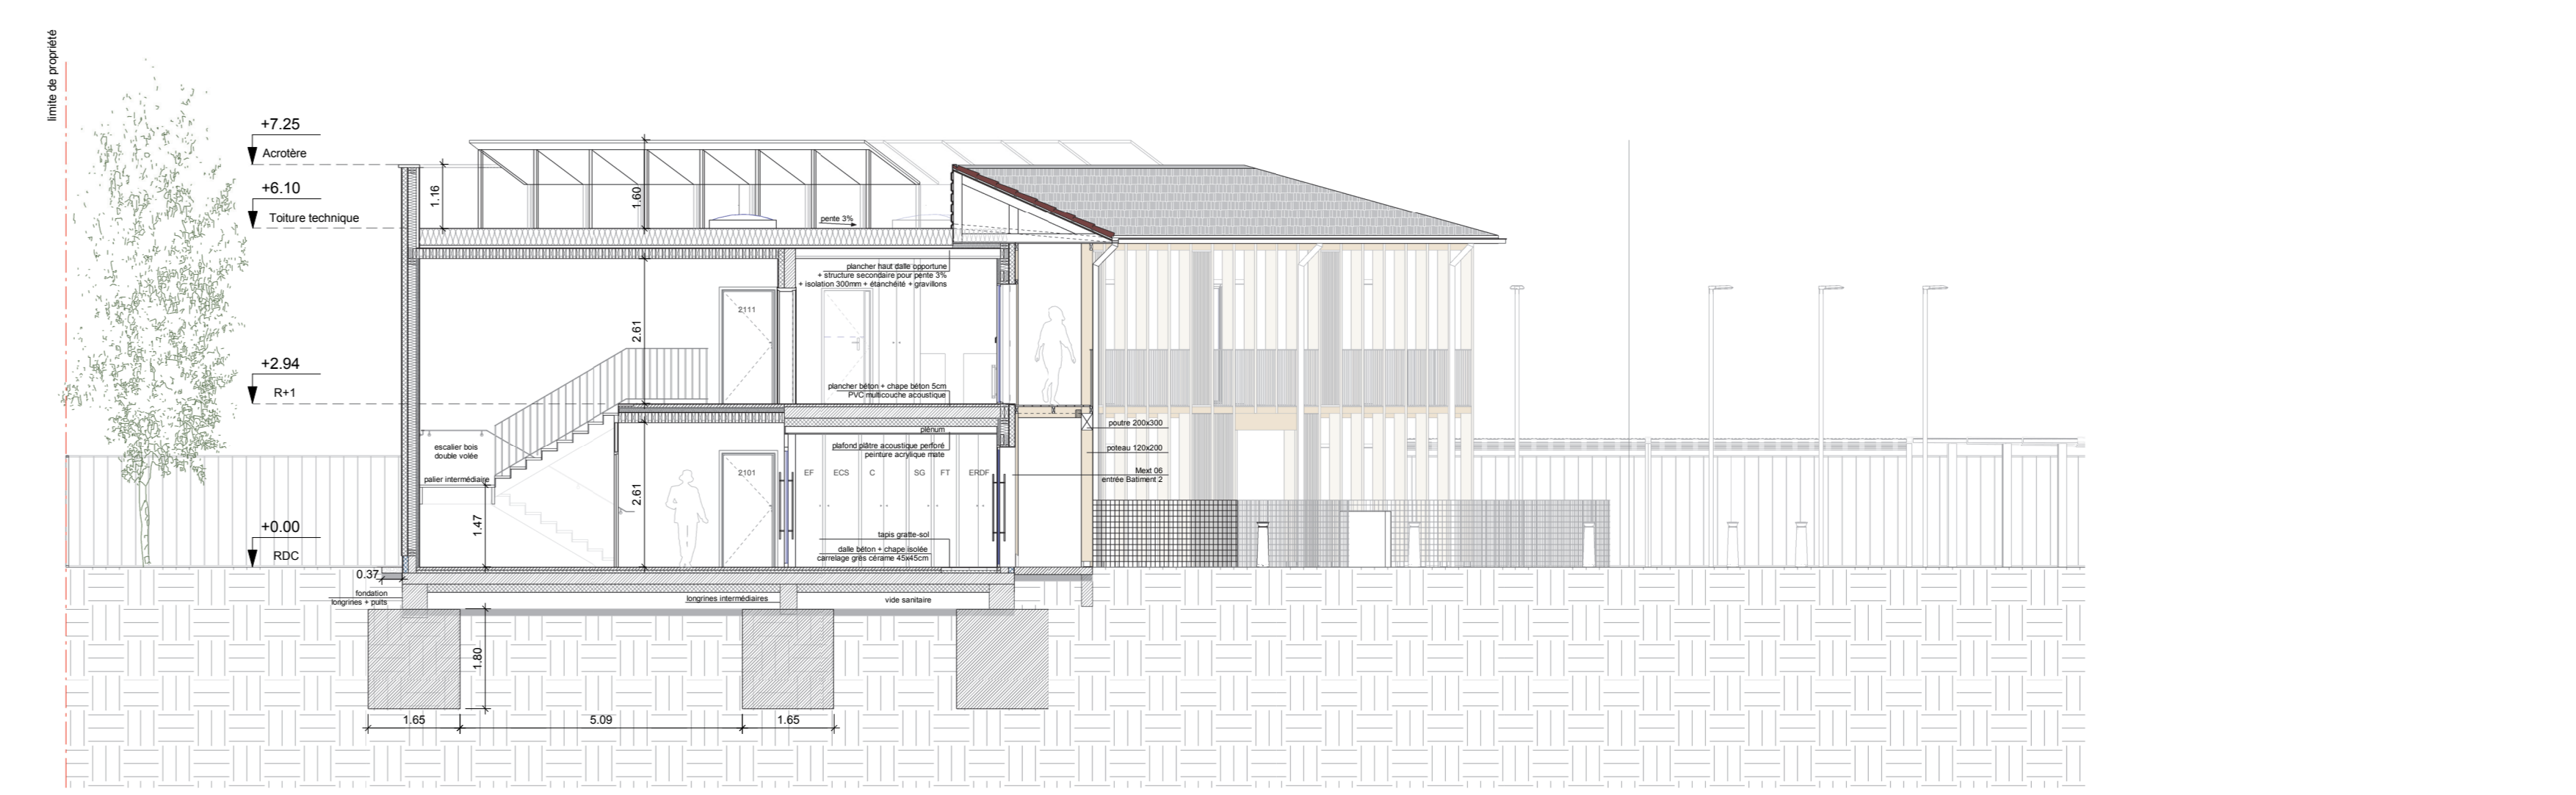 limite de propriété
+7.25
Acrotère
+6.10
Toiture technique
1.16
1.60
pente 3%
plancher haut dalle opportune
+ structure secondaire pour pente 3%
+ isolation 300mm + étanchéité + gravillons
2111
2.61
+2.94
R+1
plancher béton + chape béton 5cm
PVC multicouche acoustique
poutre 200x300
plénum
escalier bois
double volée
plafond plâtre acoustique perforé
peinture acrylique mate
poteau 120x200
palier intermédiaire
2101
EF
ECS
C
SG
FT
ERDF
Mext 06
entrée Batiment 2
2.61
1.47
+0.00
RDC
tapis gratte-sol
dalle béton + chape isolée
carrelage grès cérame 45x45cm
0.37
fondation
longrines + puits
longrines intermédiaires
vide sanitaire
1.80
1.65
5.09
1.65